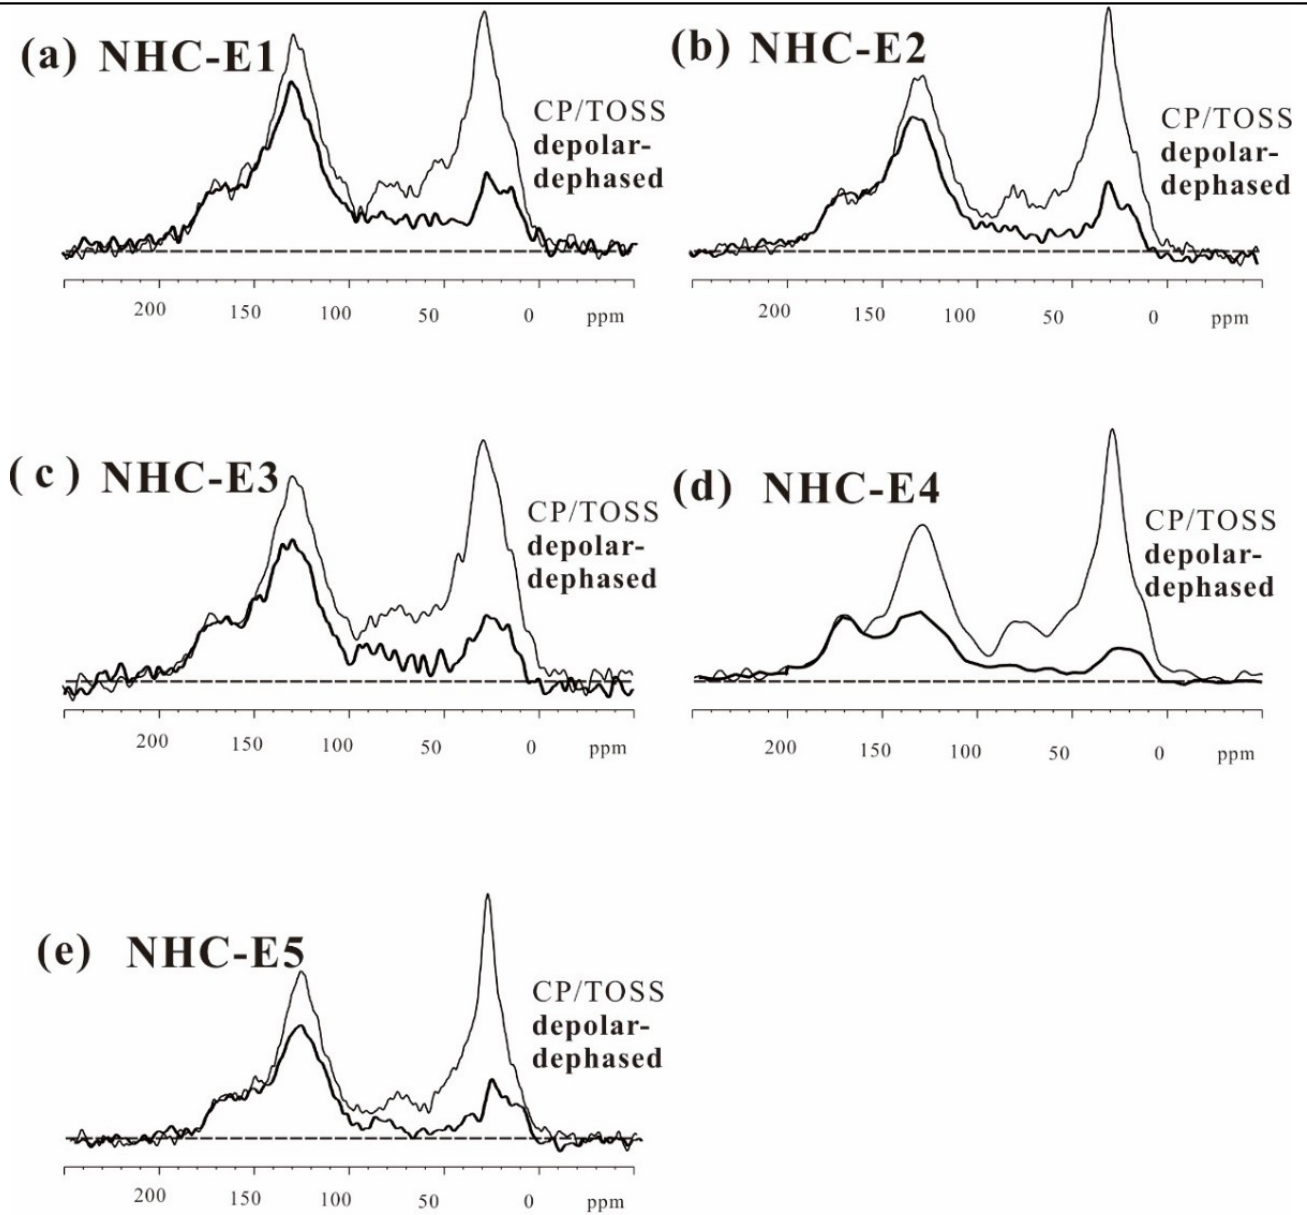 (a) NHC-E1
CP/TOSS
depolar-
dephased
200 150 100 50 0 ppm
(b) NHC-E2
CP/TOSS
depolar-
dephased
200 150 100 50 0 ppm
( c ) NHC-E3
CP/TOSS
depolar-
dephased
200 150 100 50 0 ppm
(d) NHC-E4
CP/TOSS
depolar-
dephased
200 150 100 50 0 ppm
(e) NHC-E5
CP/TOSS
depolar-
dephased
200 150 100 50 0 ppm